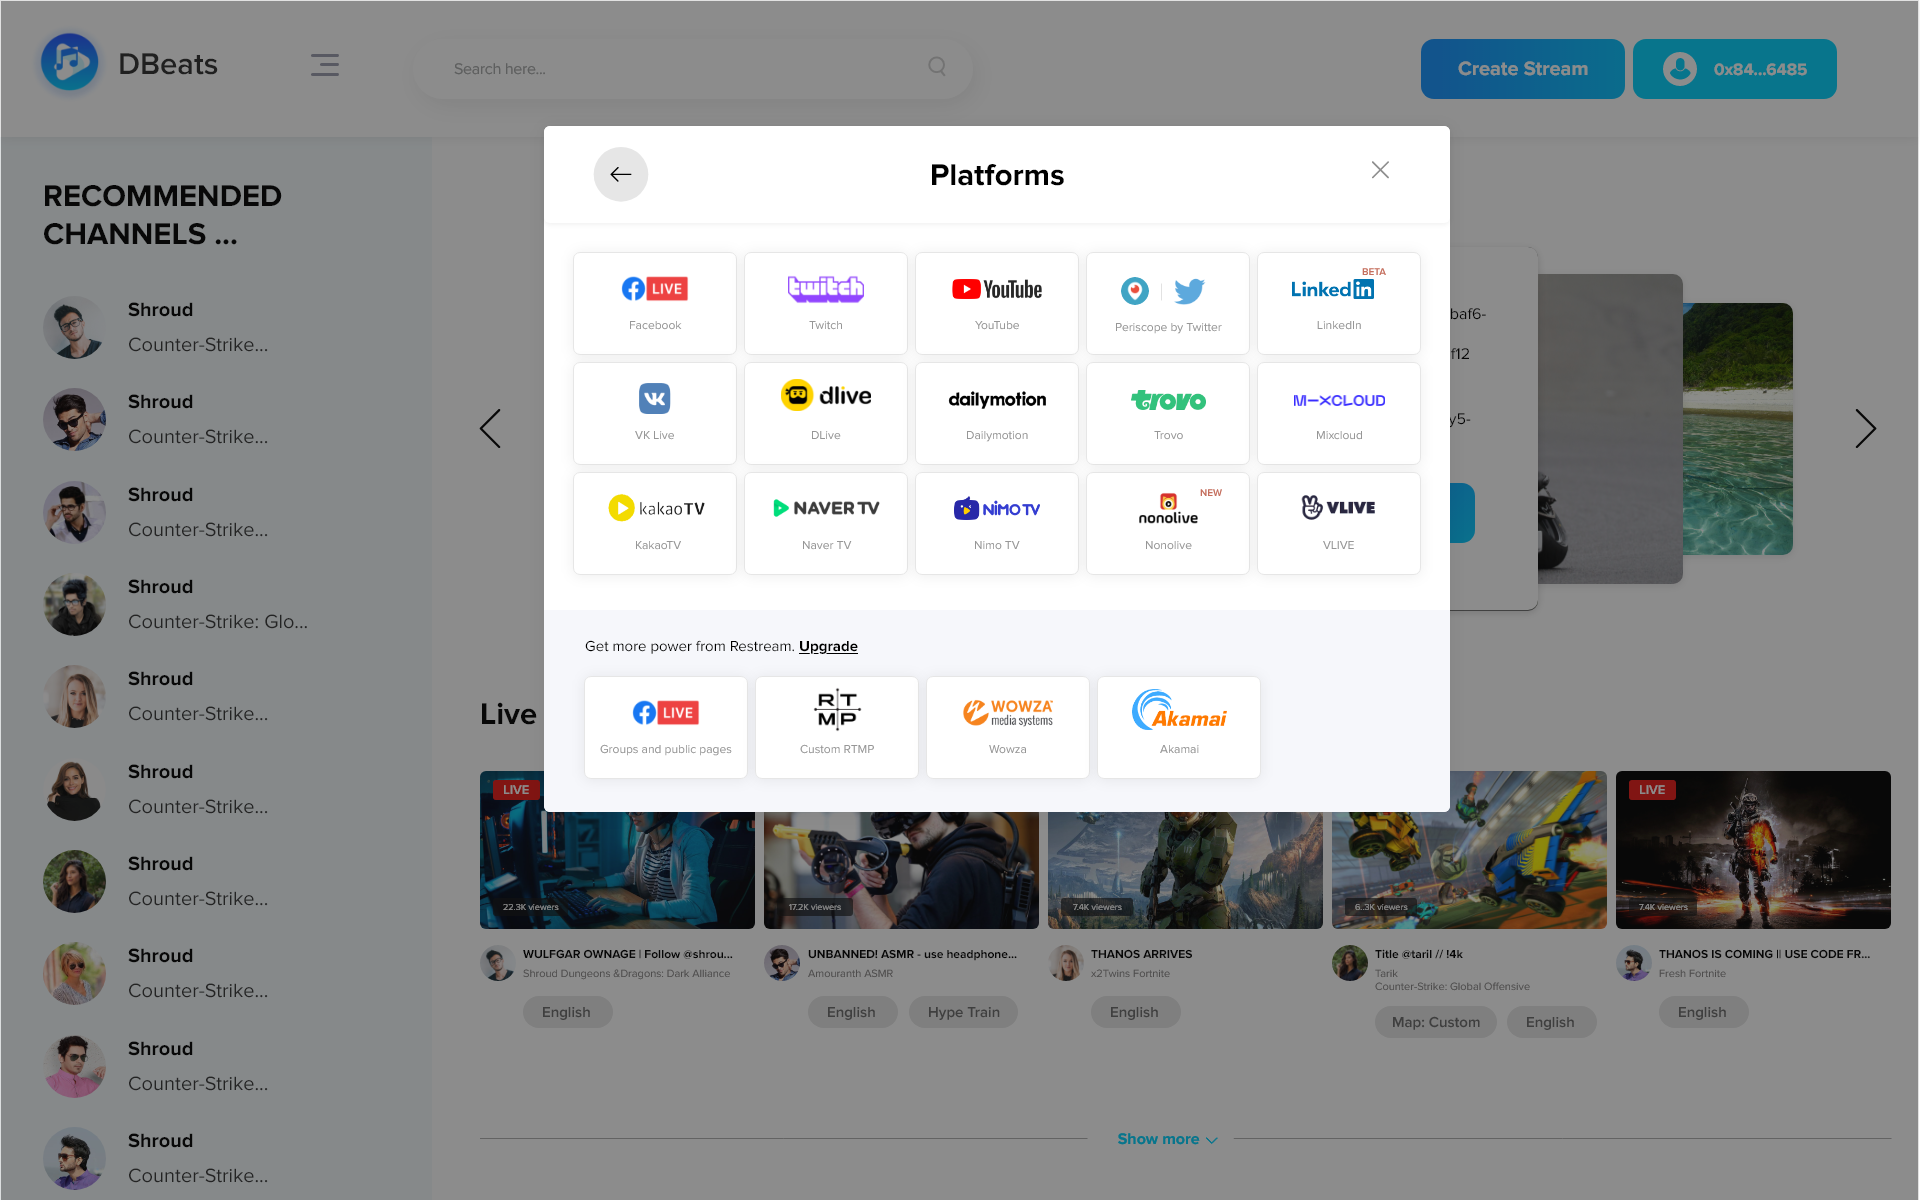 DBeats
Search here...
Create Stream
0x84...6485
RECOMMENDED
CHANNELS ...
Shroud
Counter-Strike...
Shroud
Counter-Strike...
Shroud
Counter-Strike...
Shroud
Counter-Strike: Glo...
Shroud
Counter-Strike...
Shroud
Counter-Strike...
Shroud
Counter-Strike...
Shroud
Counter-Strike...
Shroud
Counter-Strike...
Shroud
Counter-Strike...
Platforms
LIVE
Facebook
twitch
Twitch
YouTube
YouTube
Periscope by Twitter
BETA
Linked in
LinkedIn
VK
VK Live
dlive
DLive
dailymotion
Dailymotion
trovo
Trovo
M-XCLOUD
Mixcloud
kakaoTV
KakaoTV
NAVER TV
Naver TV
NiMO TV
Nimo TV
NEW
nonolive
Nonolive
VLIVE
VLIVE
baf6-
f12
y5-
Get more power from Restream. Upgrade
LIVE
Groups and public pages
RT
MP
Custom RTMP
WOWZA
media systems
Wowza
Akamai
Akamai
Live
LIVE
22.3K viewers
WULFGAR OWNAGE | Follow @shrou...
Shroud Dungeons &Dragons: Dark Alliance
English
17.2K viewers
UNBANNED! ASMR - use headphone...
Amouranth ASMR
English
Hype Train
7.4K viewers
THANOS ARRIVES
x2Twins Fortnite
English
6..3K viewers
Title @taril // !4k
Tarik
Counter-Strike: Global Offensive
Map: Custom
English
LIVE
7.4K viewers
THANOS IS COMING || USE CODE FR...
Fresh Fortnite
English
Show more